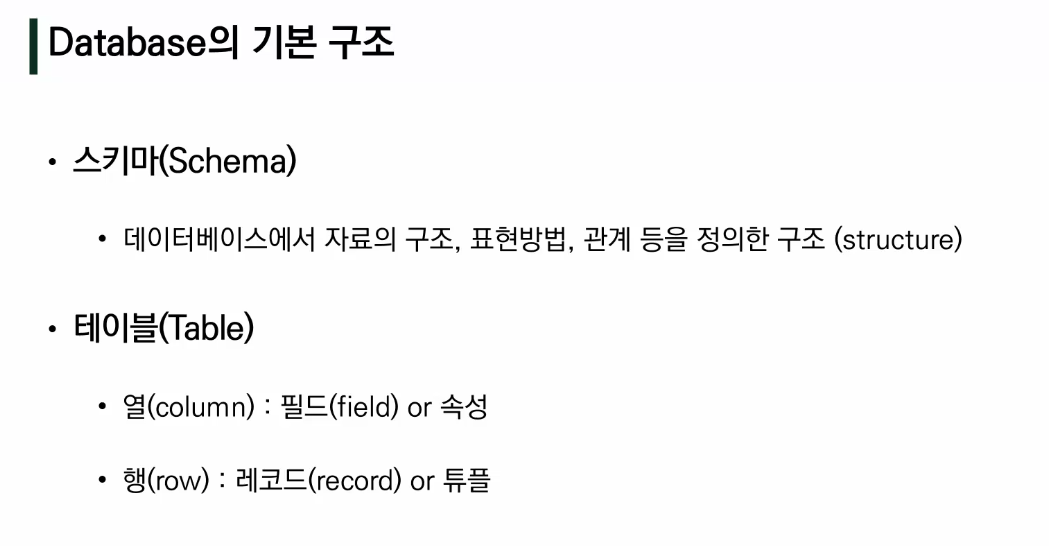 Database의 기본 구조
• 스키마(Schema)
• 데이터베이스에서 자료의 구조, 표현방법, 관계 등을 정의한 구조 (structure)
• 테이블(Table)
• 열(column) : 필드(field) or 속성
• 행(row) : 레코드(record) or 튜플